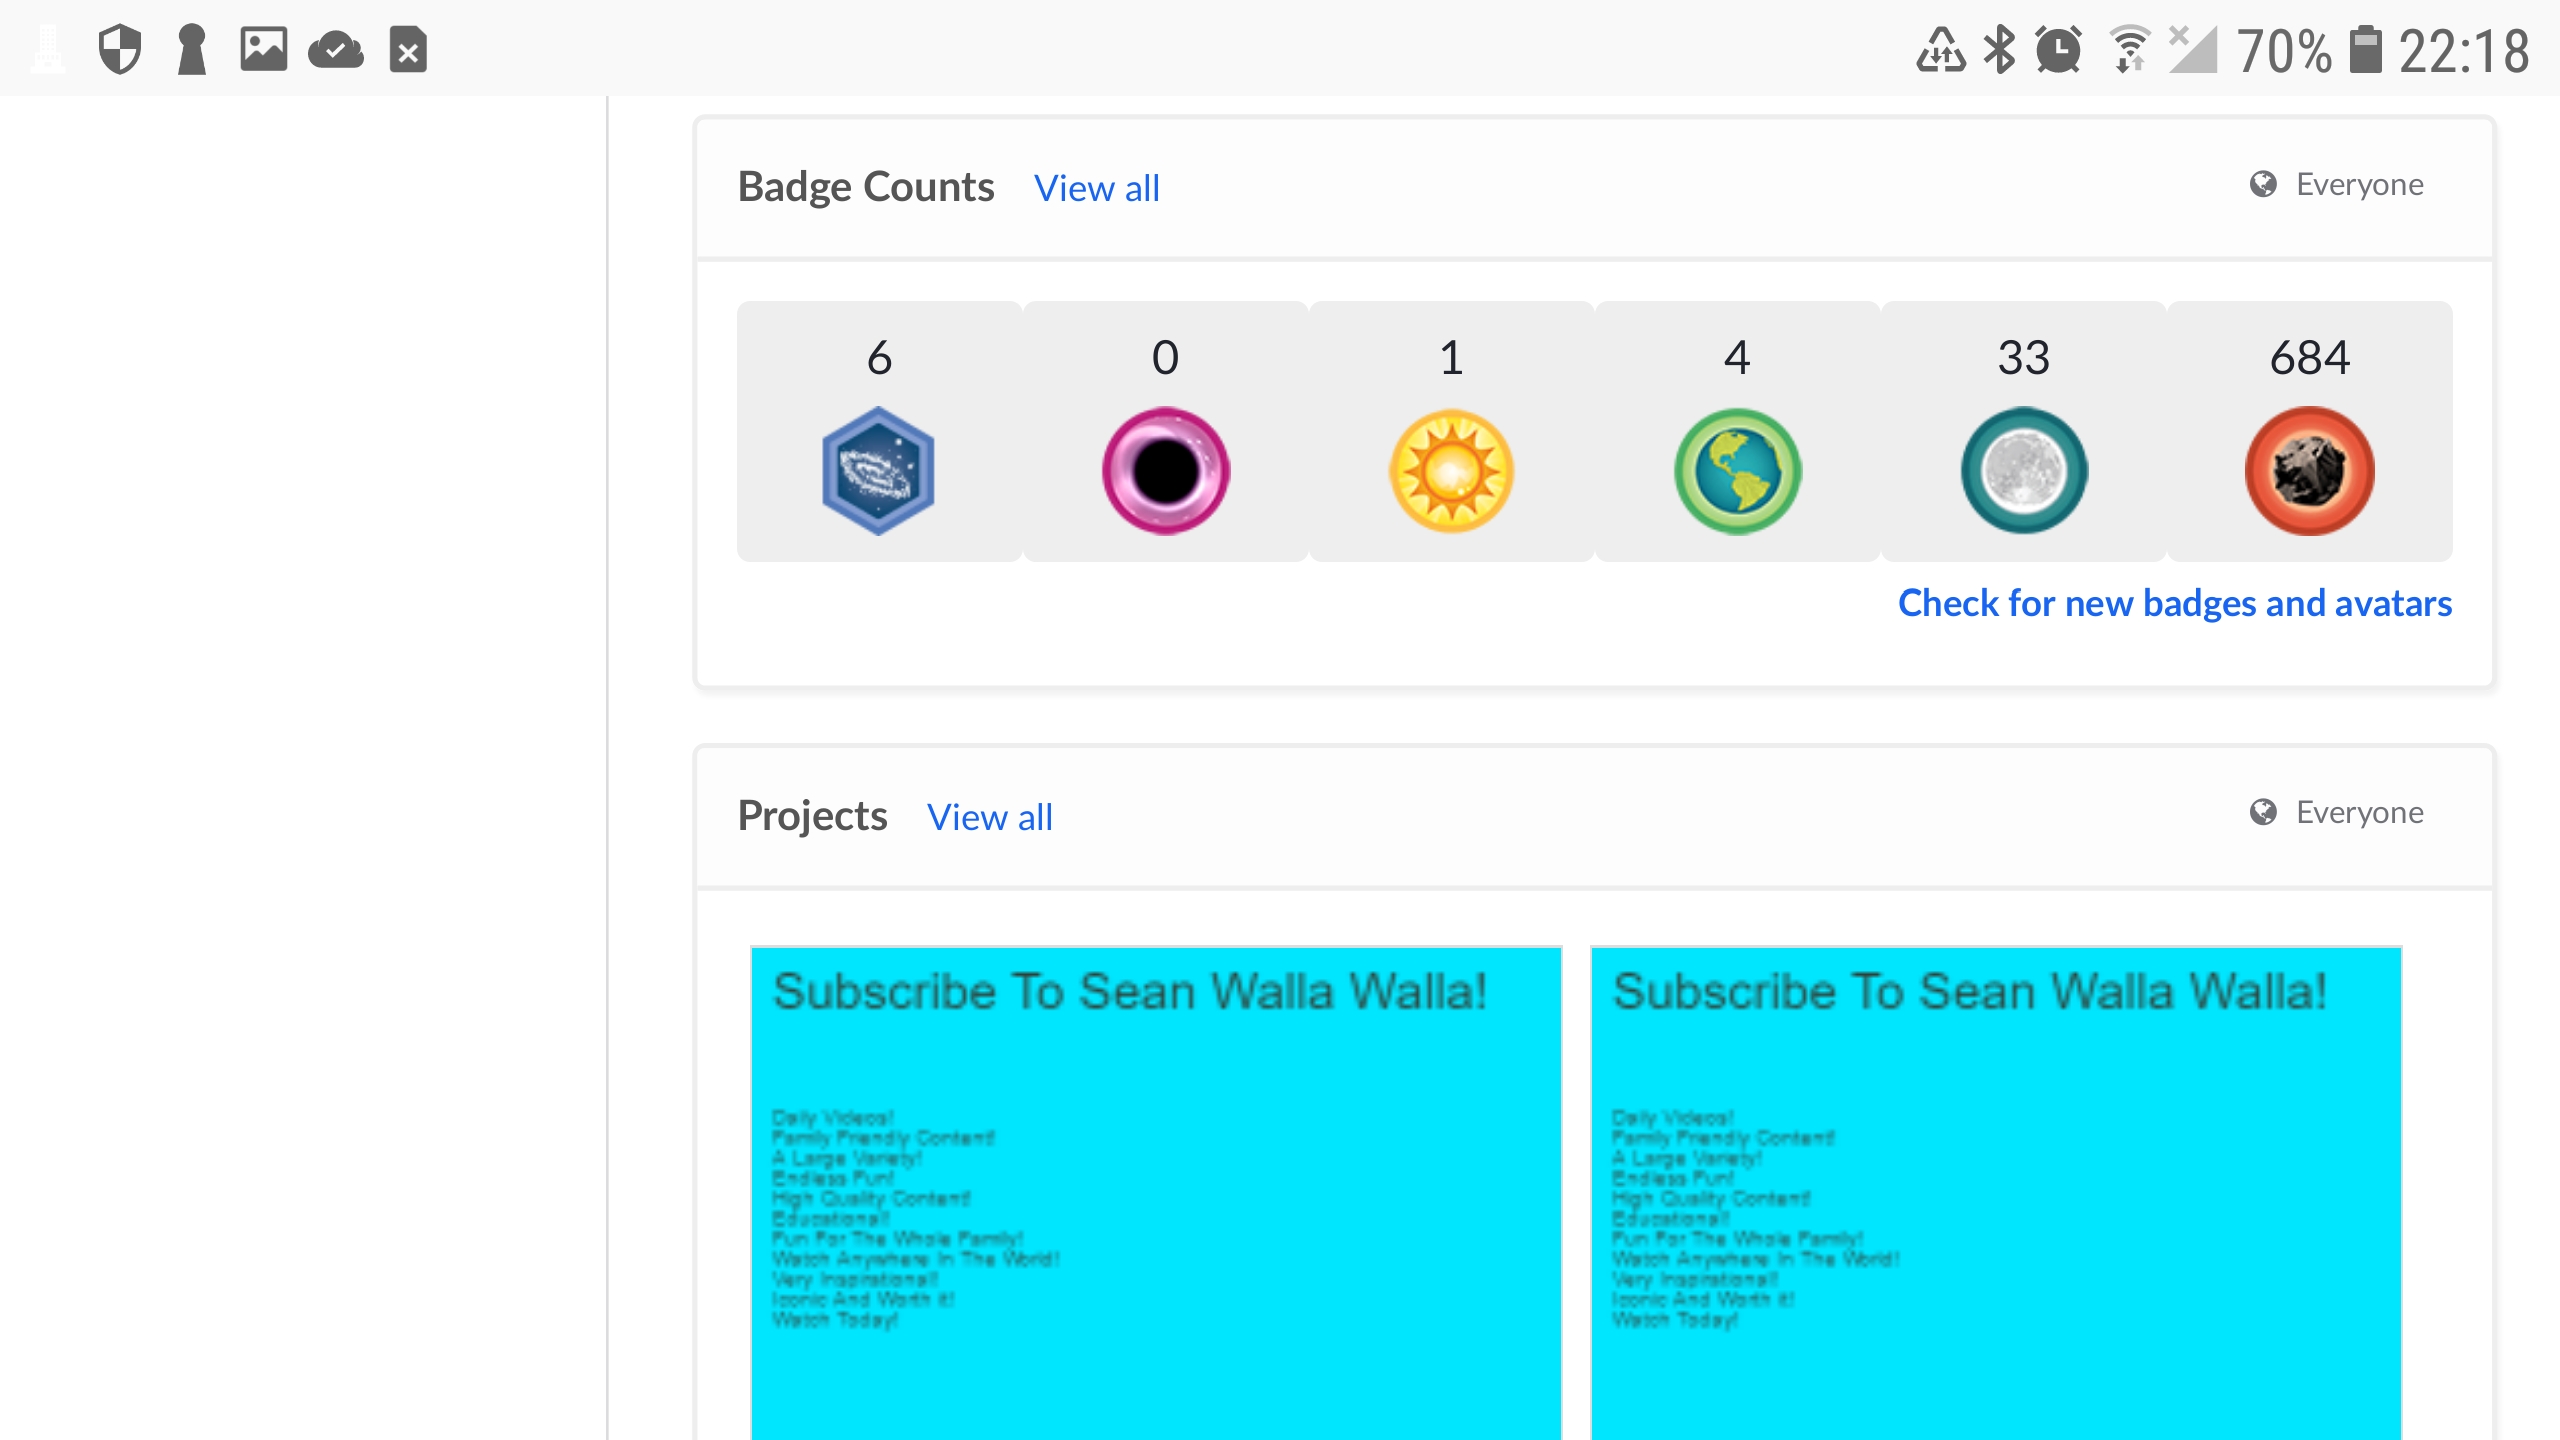 70% 22:18
Badge Counts View all Everyone
6 0 1 4 33 684
Check for new badges and avatars
Projects View all Everyone
Subscribe To Sean Walla Walla! Subscribe To Sean Walla Walla!
Daily Videos! Daily Videos!
Family Friendly Content! Family Friendly Content!
A Large Variety! A Large Variety!
Endless Fun! Endless Fun!
High Quality Content! High Quality Content!
Educational! Educational!
Fun For The Whole Family! Fun For The Whole Family!
Watch Anywhere In The World! Watch Anywhere In The World!
Very Inspirational! Very Inspirational!
Iconic And Worth it! Iconic And Worth it!
Watch Today! Watch Today!